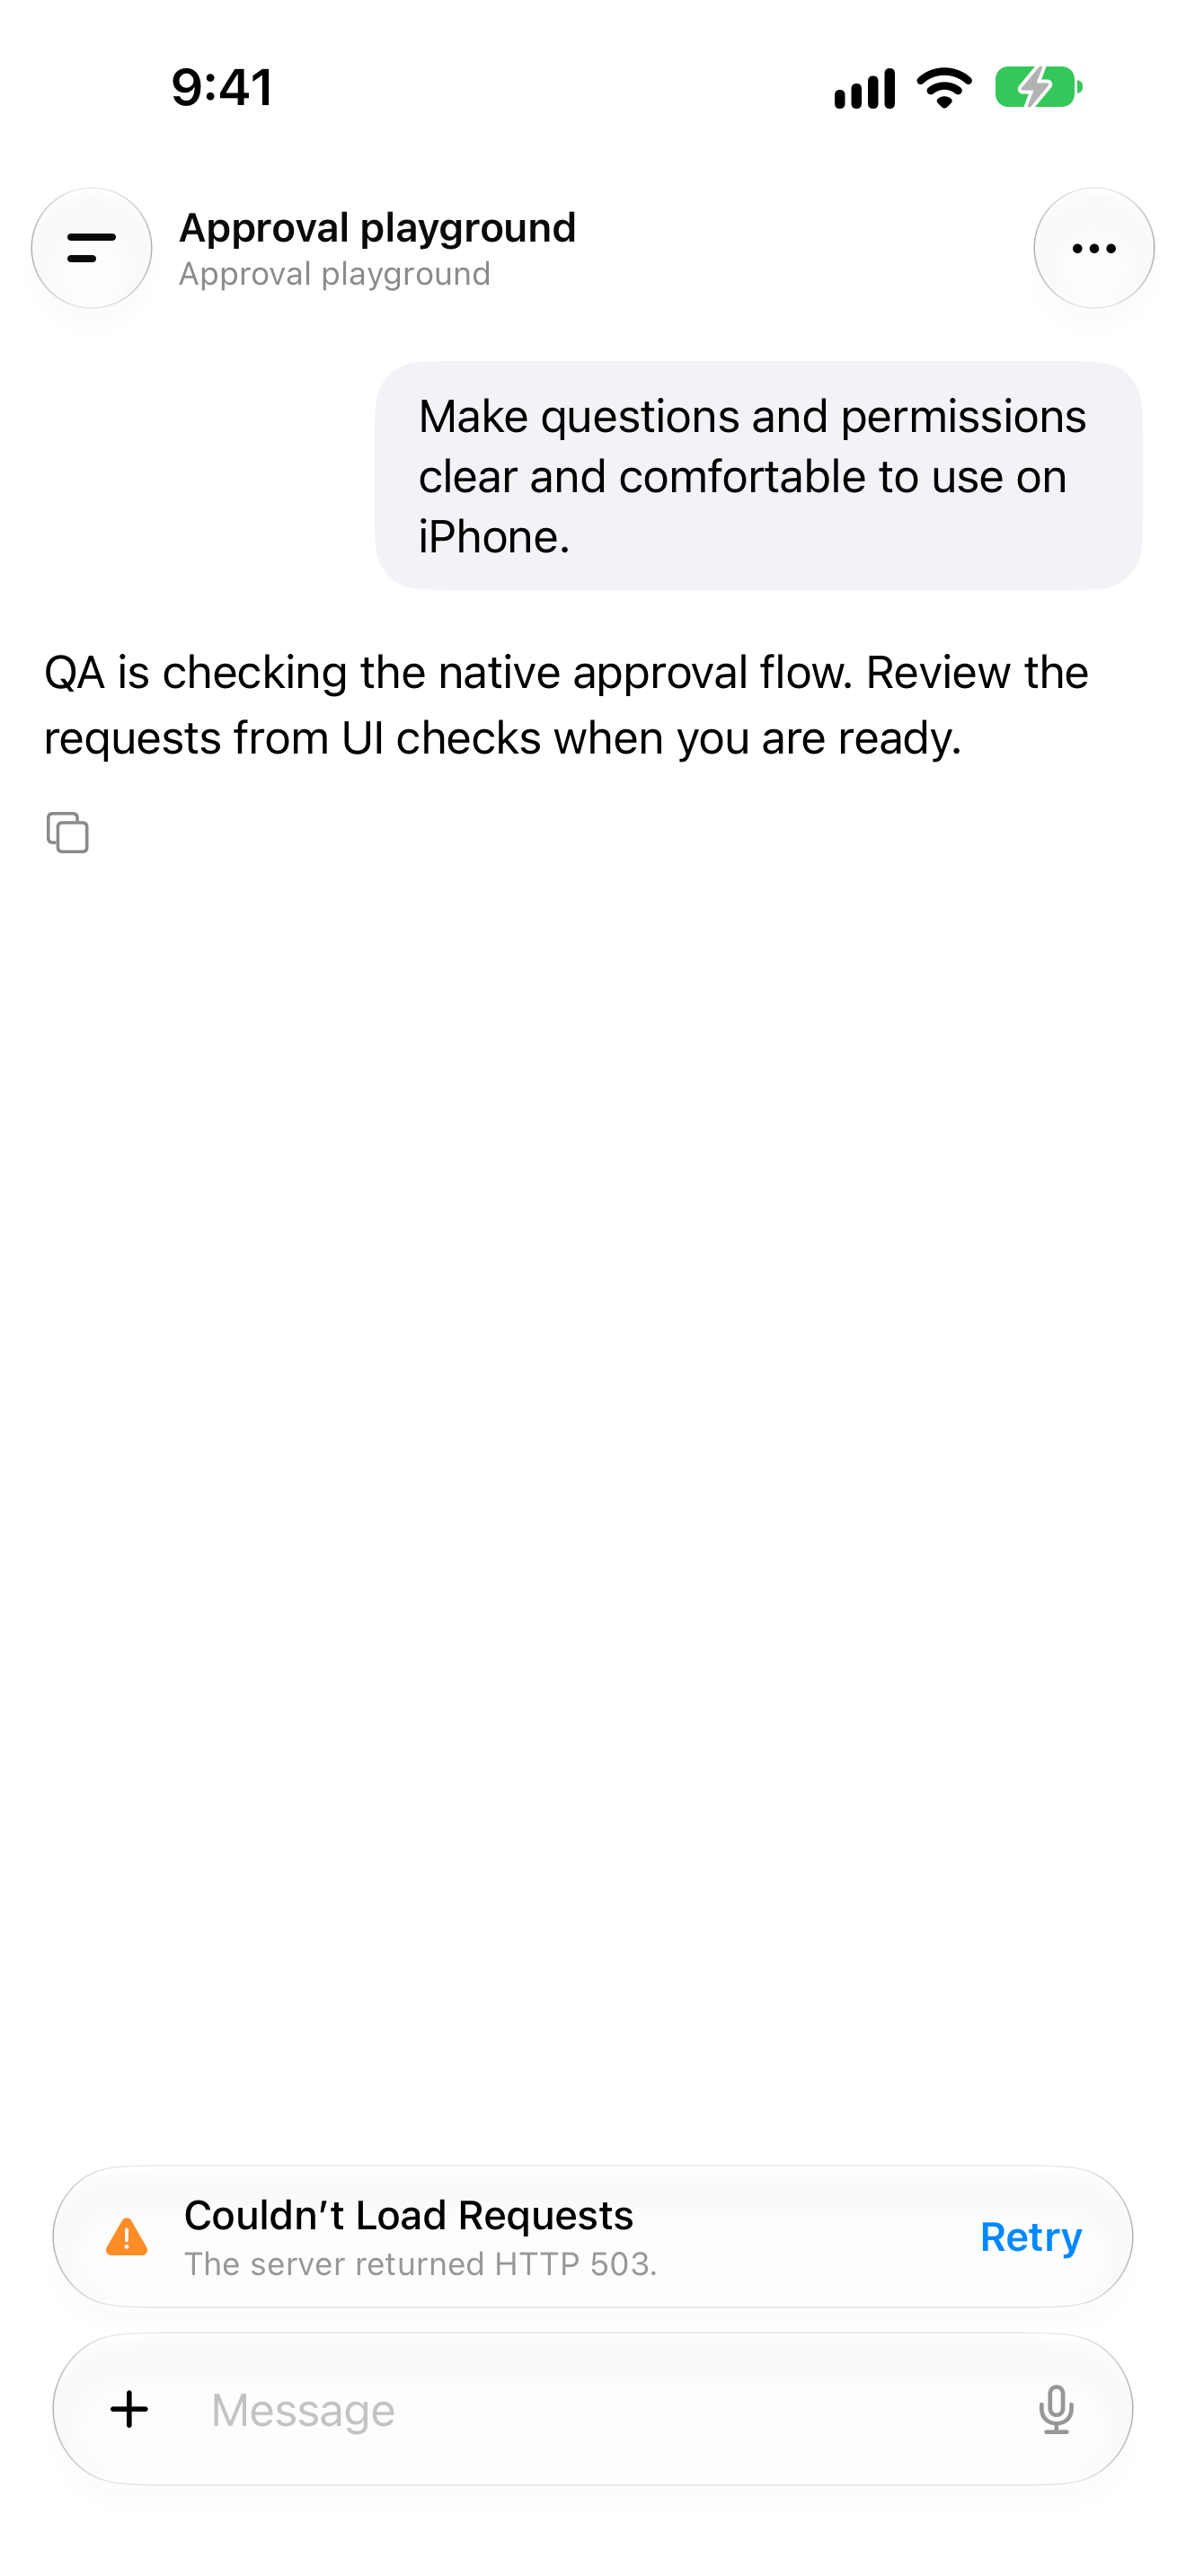 9:41
Approval playground
Approval playground
Make questions and permissions
clear and comfortable to use on
iPhone.
QA is checking the native approval flow. Review the
requests from UI checks when you are ready.
Couldn’t Load Requests
The server returned HTTP 503.
Retry
Message